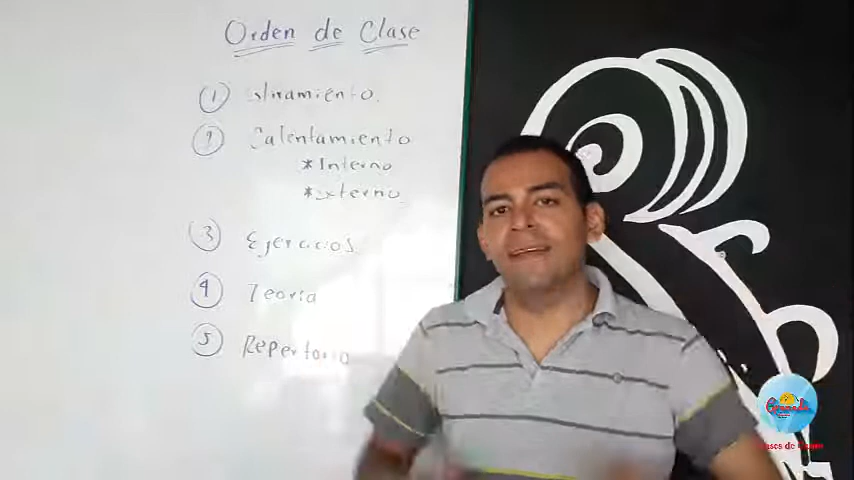 Orden de Clase
1 Estiramiento.
2 Calentamiento
* Interno
* Externo
3 Ejercicios
4 Teoria
5 Repertorio